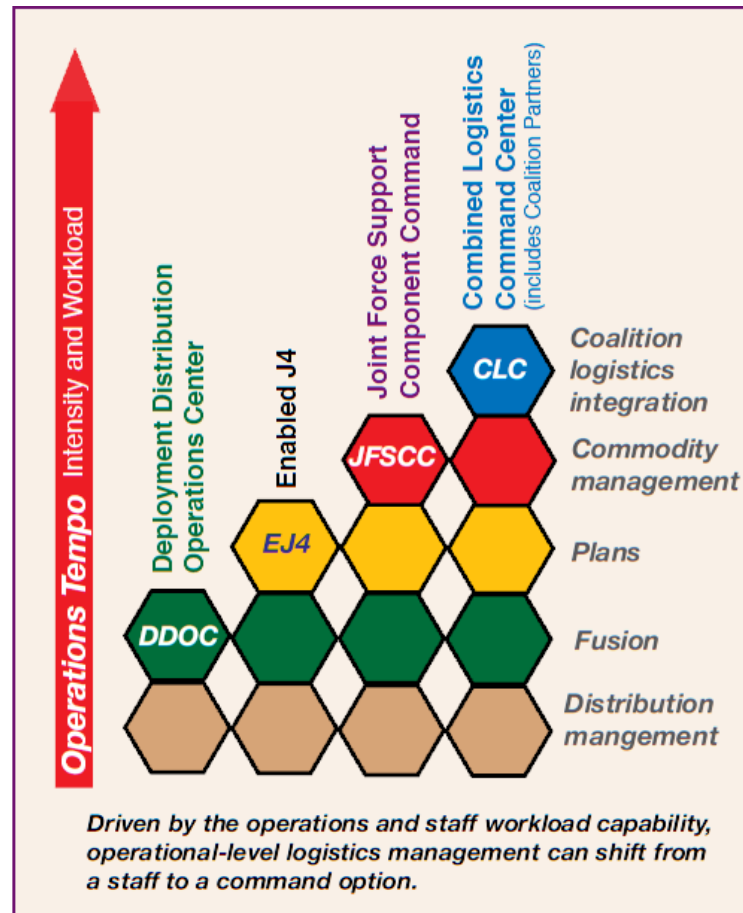 Operations Tempo Intensity and Workload
Deployment Distribution
Operations Center
Enabled J4
Joint Force Support
Component Command
Combined Logistics
Command Center
(includes Coalition Partners)
CLC
Coalition
logistics
integration
JFSCC
Commodity
management
EJ4
Plans
DDOC
Fusion
Distribution
mangement
Driven by the operations and staff workload capability,
operational-level logistics management can shift from
a staff to a command option.